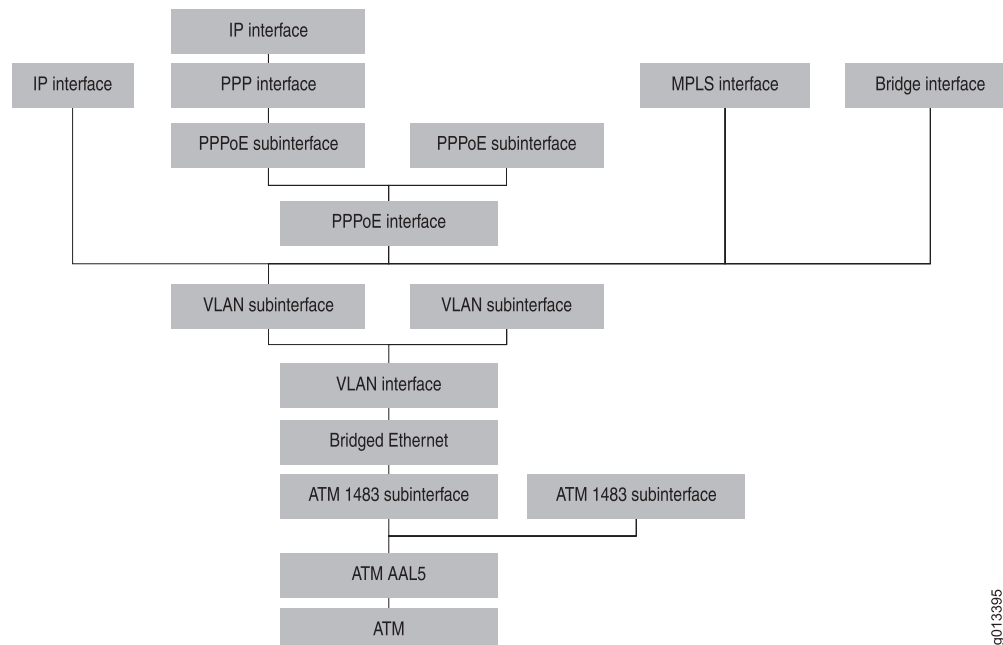 IP interface
IP interface
PPP interface
MPLS interface
Bridge interface
PPPoE subinterface
PPPoE subinterface
PPPoE interface
VLAN subinterface
VLAN subinterface
VLAN interface
Bridged Ethernet
ATM 1483 subinterface
ATM 1483 subinterface
ATM AAL5
ATM
g013395